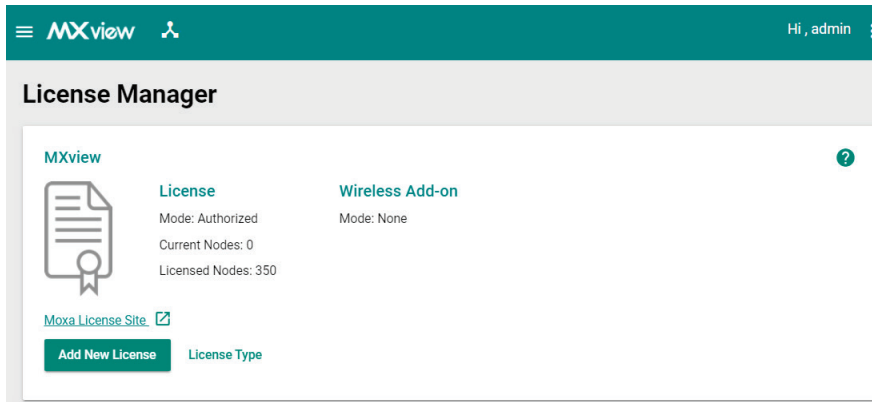 MXview
Hi , admin
License Manager
MXview
License
Wireless Add-on
Mode: Authorized
Mode: None
Current Nodes: 0
Licensed Nodes: 350
Moxa License Site
Add New License
License Type